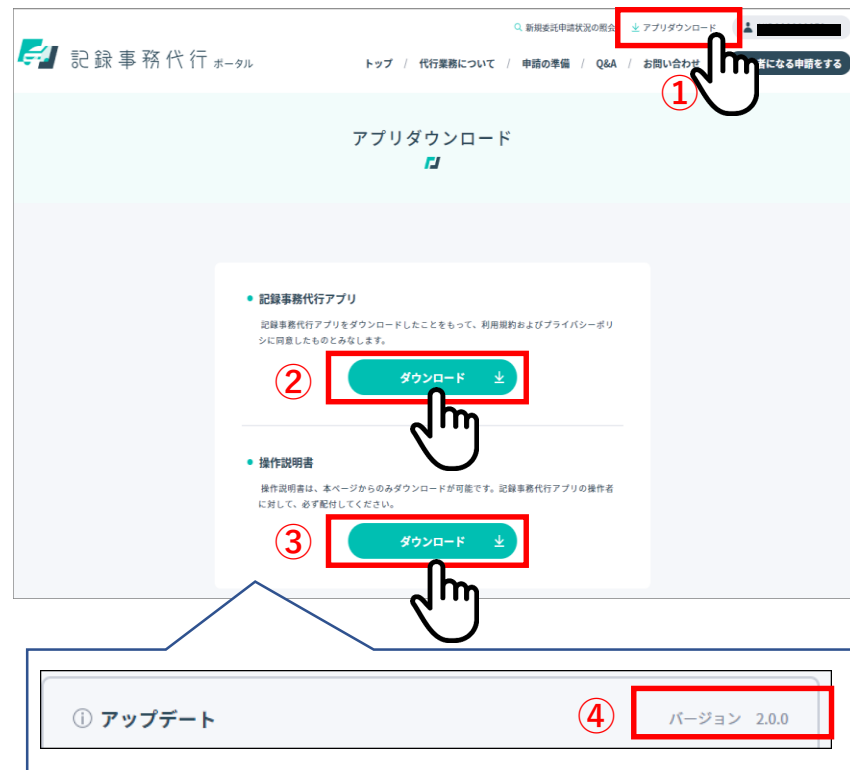 新規委託申請状況の照会 アプリダウンロード
記録事務代行 ポータル
トップ / 代行業務について / 申請の準備 / Q&A / お問い合わせ 者になる申請をする
①
アプリダウンロード
記録事務代行アプリ
記録事務代行アプリをダウンロードしたことをもって、利用規約およびプライバシーポリ
シに同意したものとみなします。
② ダウンロード
操作説明書
操作説明書は、本ページからのみダウンロードが可能です。記録事務代行アプリの操作者
に対して、必ず配付してください。
③ ダウンロード
アップデート ④ バージョン 2.0.0